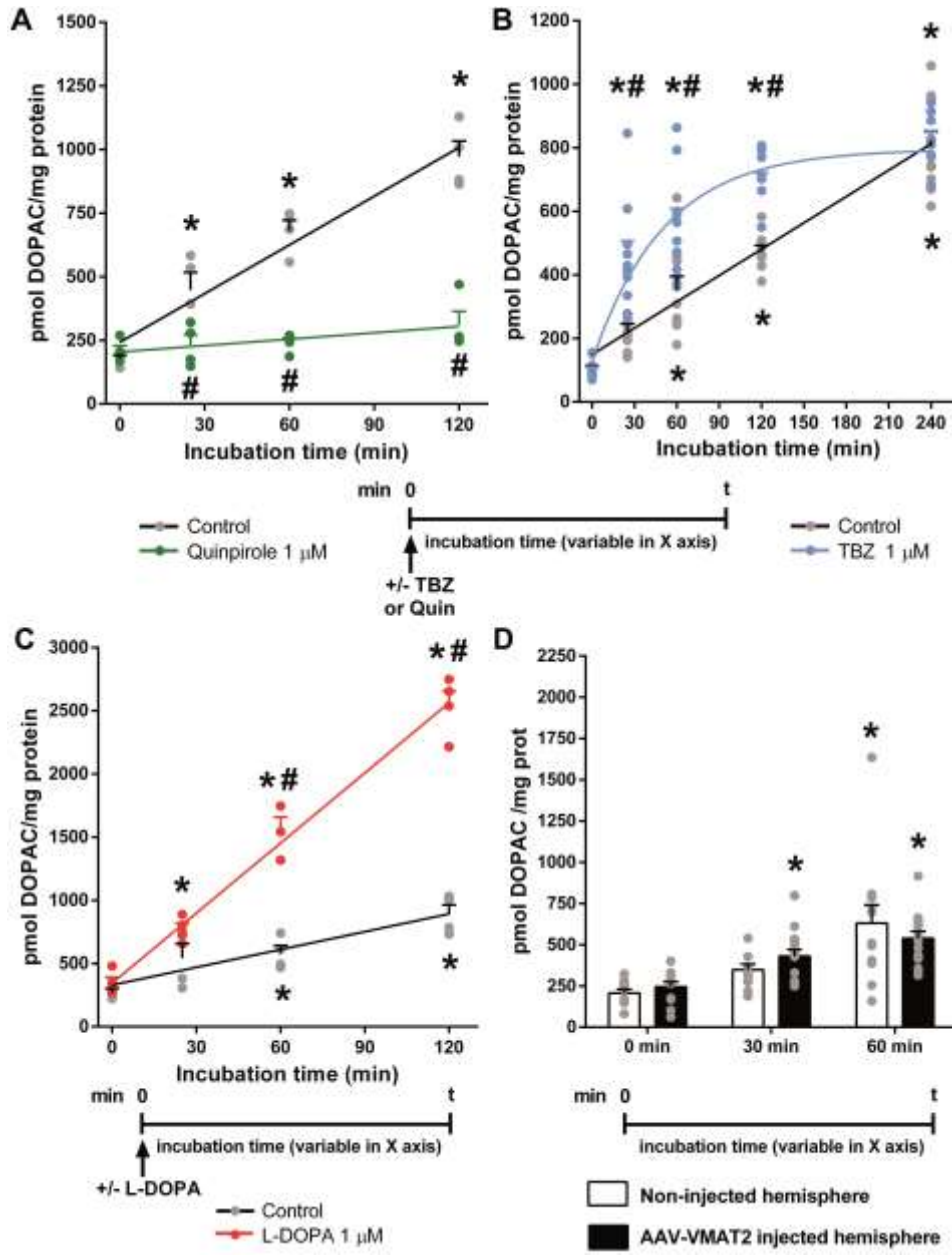 A
pmol DOPAC/mg protein
1500
1250
1000
750
500
250
0
*
*
*
#
#
#
0 30 60 90 120
Incubation time (min)
B
pmol DOPAC/mg protein
1200
1000
800
600
400
200
0
*
*# *# *#
*
*
*
0 30 60 90 120 150 180 210 240
Incubation time (min)
min 0 t
incubation time (variable in X axis)
+/- TBZ
or Quin
Control
Quinpirole 1 μM
Control
TBZ 1 μM
C
pmol DOPAC/mg protein
3000
2500
2000
1500
1000
500
0
*#
*#
*
*
*
0 30 60 90 120
Incubation time (min)
min 0 t
incubation time (variable in X axis)
+/- L-DOPA
Control
L-DOPA 1 μM
D
pmol DOPAC /mg prot
2250
2000
1750
1500
1250
1000
750
500
250
0
*
*
*
0 min 30 min 60 min
min 0 t
incubation time (variable in X axis)
Non-injected hemisphere
AAV-VMAT2 injected hemisphere